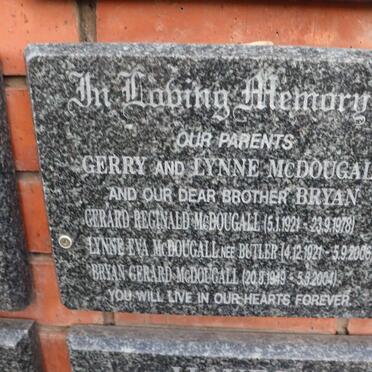 In Loving Memory
OUR PARENTS
GERRY AND LYNNE McDOUGAL
AND OUR DEAR BROTHER BRYAN
GERARD REGINALD McDOUGALL (5.1.1921 - 23.9.1978)
LYNSE EVA McDOUGALL NEE BUTLER (4.12.1921 - 5.9.2006)
BRYAN GERARD McDOUGALL (20.8.1949 - 5.9.2004)
YOU WILL LIVE IN OUR HEARTS FOREVER